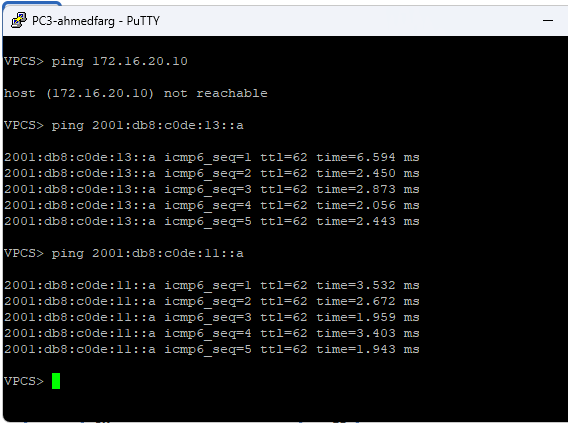 PC3-ahmedfarg - PuTTY
VPCS> ping 172.16.20.10
host (172.16.20.10) not reachable
VPCS> ping 2001:db8:c0de:13::a
2001:db8:c0de:13::a icmp6_seq=1 ttl=62 time=6.594 ms
2001:db8:c0de:13::a icmp6_seq=2 ttl=62 time=2.450 ms
2001:db8:c0de:13::a icmp6_seq=3 ttl=62 time=2.873 ms
2001:db8:c0de:13::a icmp6_seq=4 ttl=62 time=2.056 ms
2001:db8:c0de:13::a icmp6_seq=5 ttl=62 time=2.443 ms
VPCS> ping 2001:db8:c0de:11::a
2001:db8:c0de:11::a icmp6_seq=1 ttl=62 time=3.532 ms
2001:db8:c0de:11::a icmp6_seq=2 ttl=62 time=2.672 ms
2001:db8:c0de:11::a icmp6_seq=3 ttl=62 time=1.959 ms
2001:db8:c0de:11::a icmp6_seq=4 ttl=62 time=3.403 ms
2001:db8:c0de:11::a icmp6_seq=5 ttl=62 time=1.943 ms
VPCS>